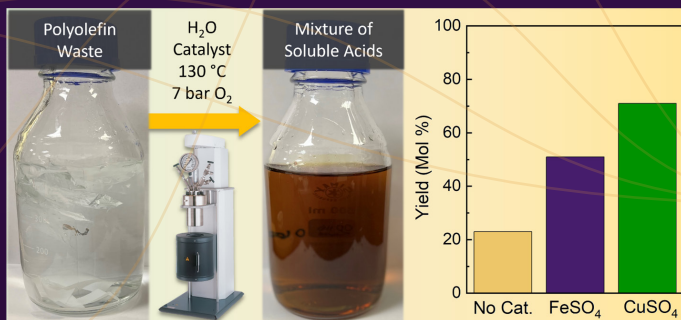 Polyolefin
Waste
H₂O
Catalyst
130 °C
7 bar O₂
Mixture of
Soluble Acids
Yield (Mol %)
100
80
60
40
20
0
No Cat.
FeSO₄
CuSO₄